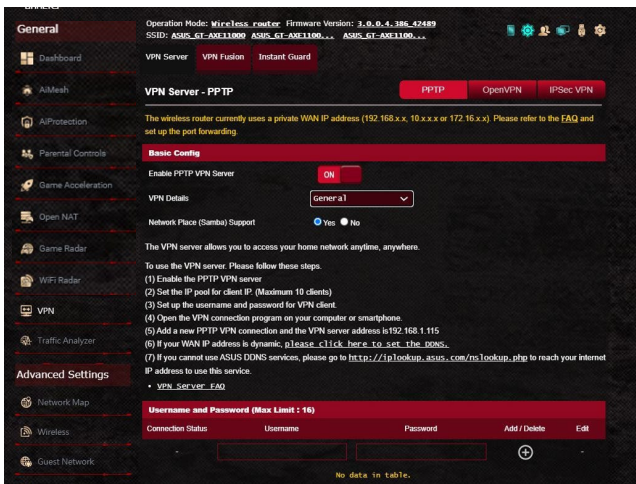 General
Operation Mode: Wireless router Firmware Version: 3.0.0.4.386_42489
SSID: ASUS_GT-AXE11000 ASUS_GT-AXE1100... ASUS_GT-AXE1100...
Dashboard
AiMesh
AiProtection
Parental Controls
Game Acceleration
Open NAT
Game Radar
WiFi Radar
VPN
Traffic Analyzer
Advanced Settings
Network Map
Wireless
Guest Network
VPN Server VPN Fusion Instant Guard
VPN Server - PPTP PPTP OpenVPN IPSec VPN
The wireless router currently uses a private WAN IP address (192.168.x.x, 10.x.x.x or 172.16.x.x). Please refer to the FAQ and
set up the port forwarding.
Basic Config
Enable PPTP VPN Server ON
VPN Details General
Network Place (Samba) Support Yes No
The VPN server allows you to access your home network anytime, anywhere.
To use the VPN server. Please follow these steps.
(1) Enable the PPTP VPN server
(2) Set the IP pool for client IP. (Maximum 10 clients)
(3) Set up the username and password for VPN client.
(4) Open the VPN connection program on your computer or smartphone.
(5) Add a new PPTP VPN connection and the VPN server address is192.168.1.115
(6) If your WAN IP address is dynamic, please click here to set the DDNS.
(7) If you cannot use ASUS DDNS services, please go to http://iplookup.asus.com/nslookup.php to reach your internet
IP address to use this service.
• VPN Server FAQ
Username and Password (Max Limit : 16)
Connection Status Username Password Add / Delete Edit
- -
No data in table.